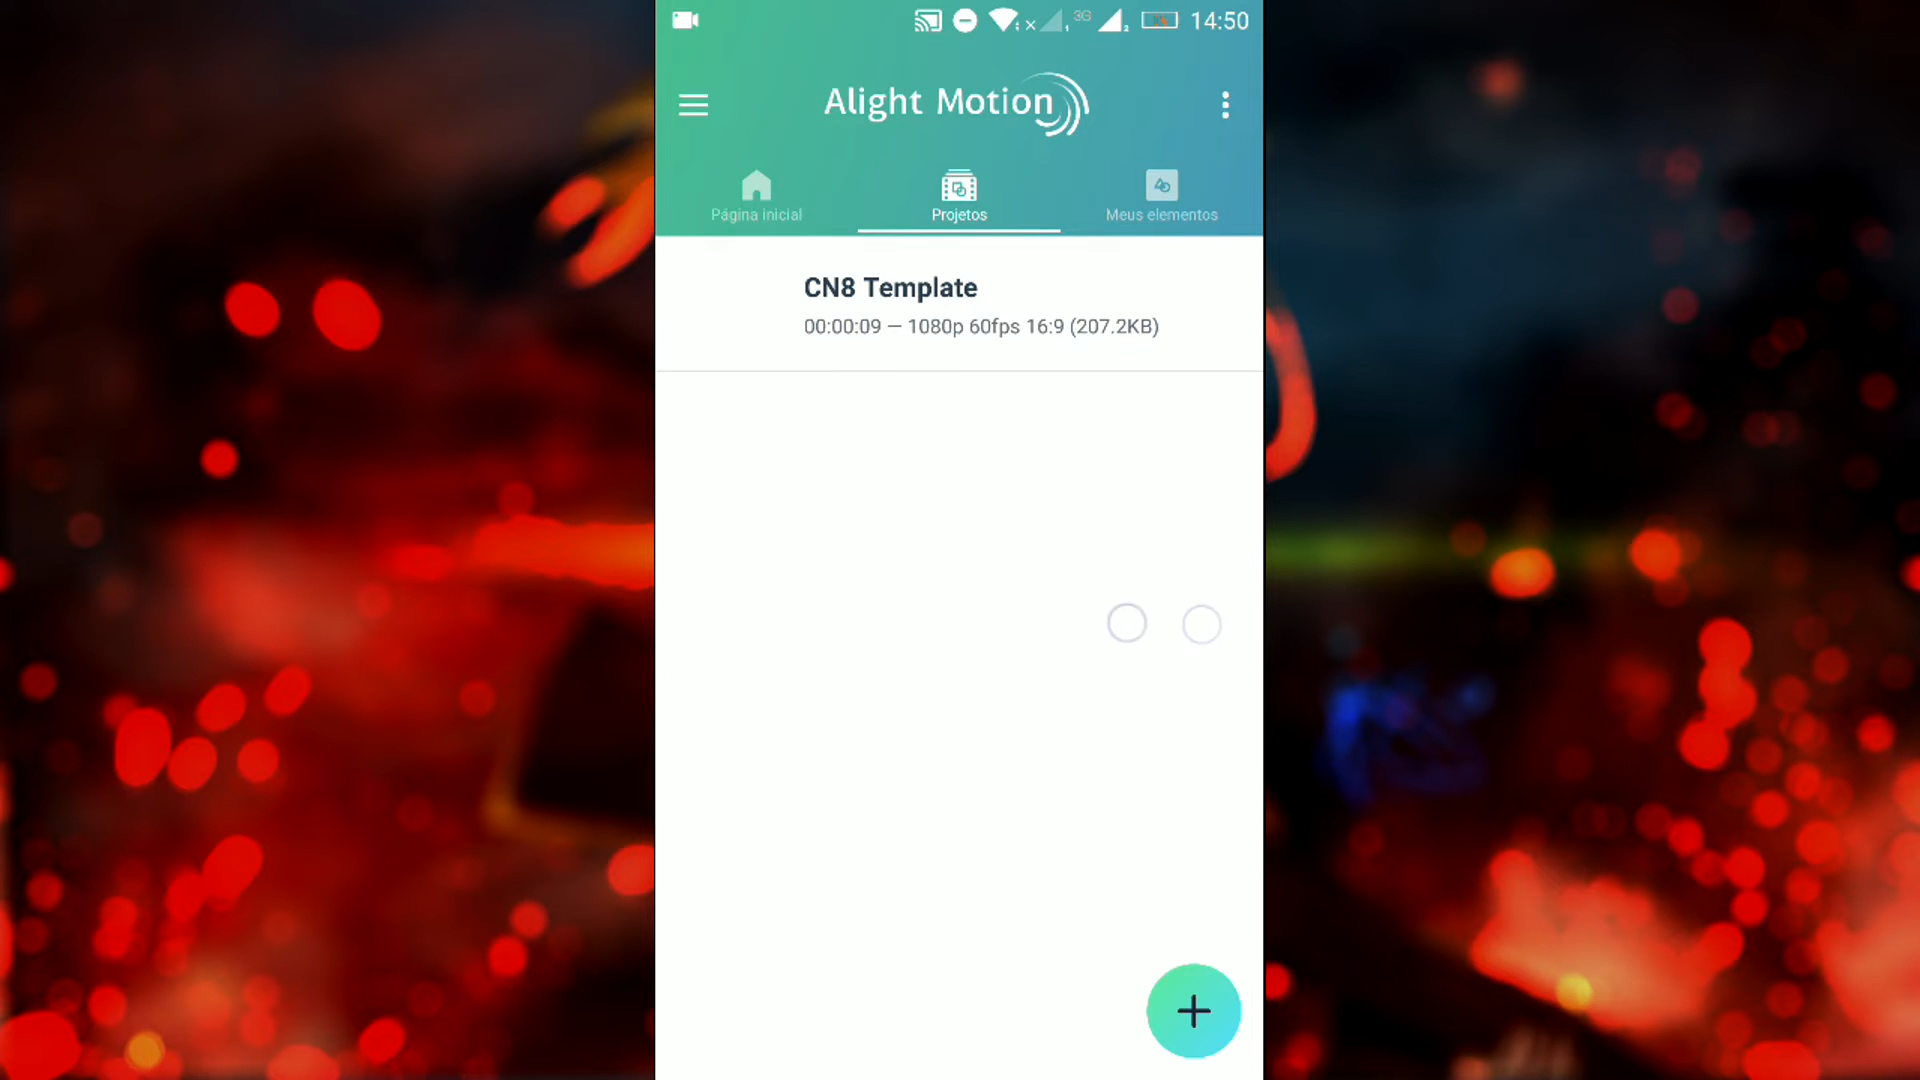 3G 14:50
Alight Motion
Página inicial
Projetos
Meus elementos
CN8 Template
00:00:09 — 1080p 60fps 16:9 (207.2KB)